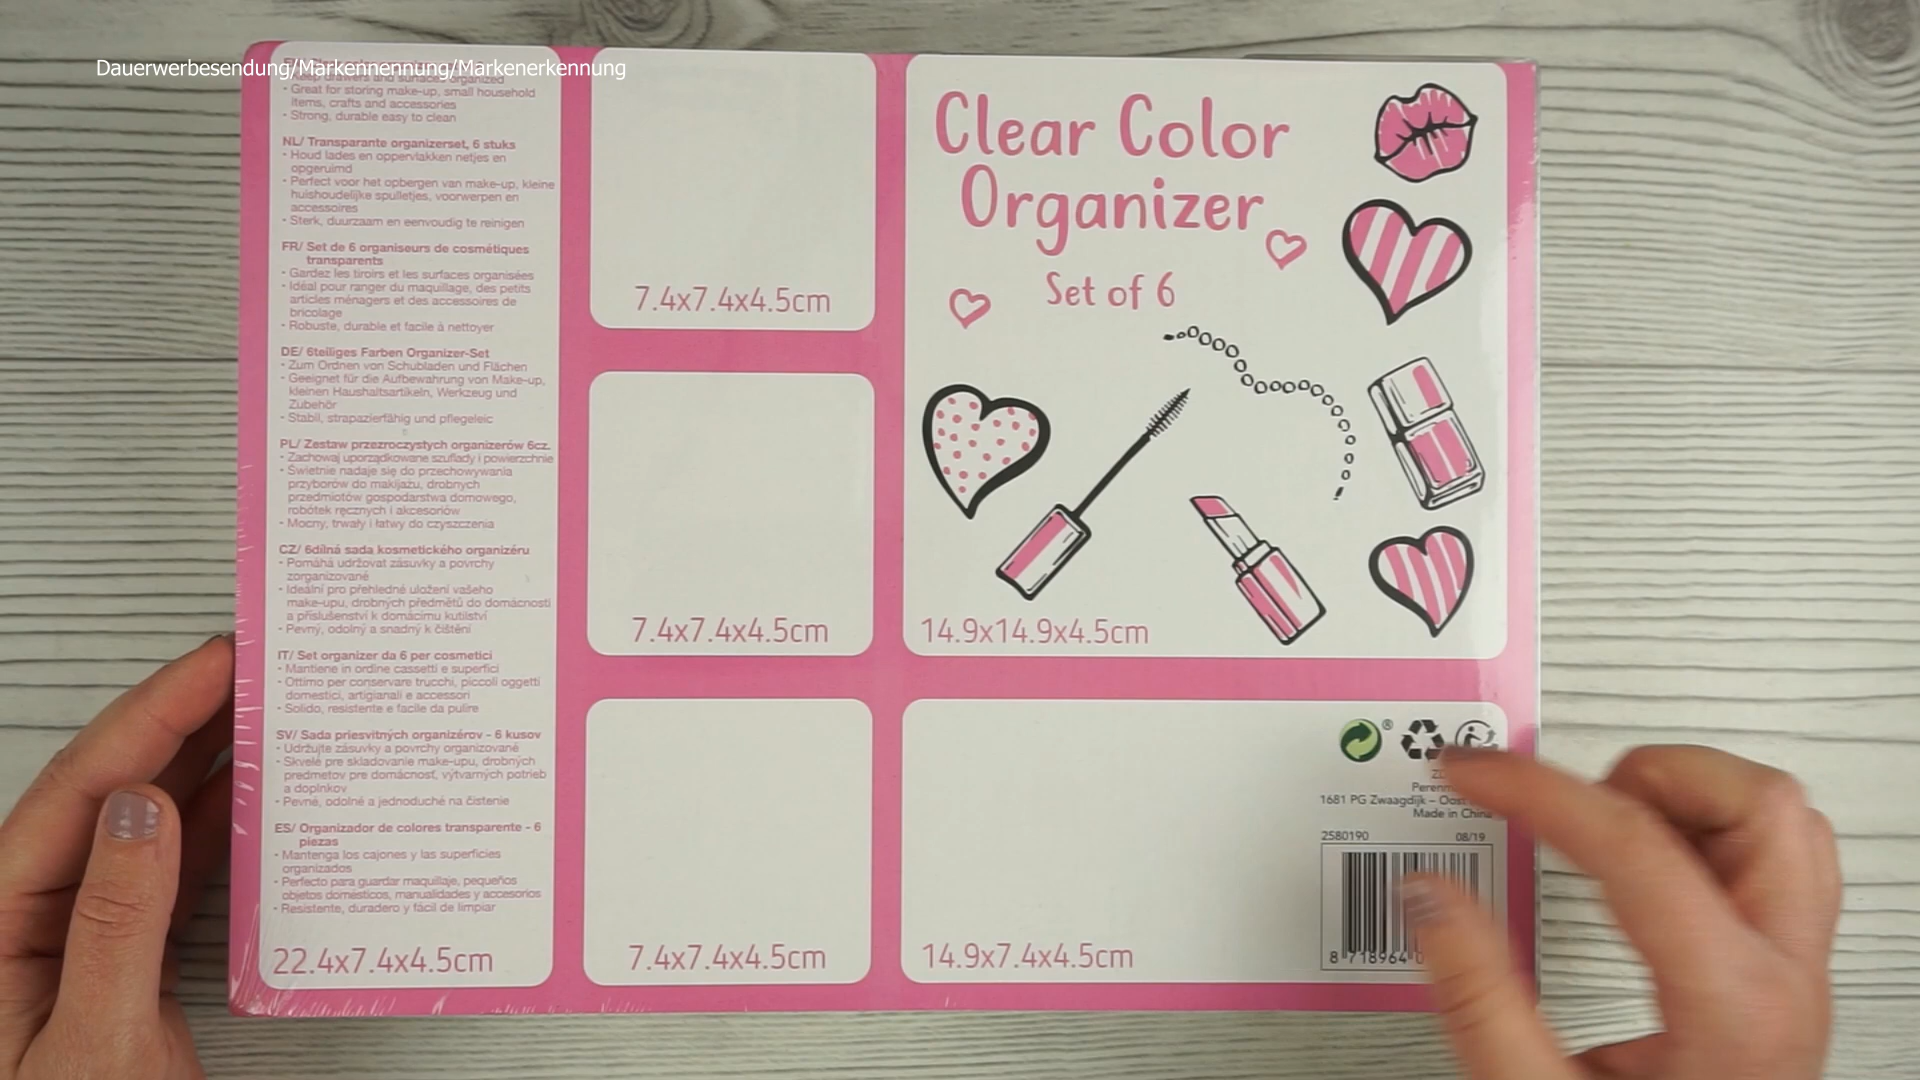 Dauerwerbesendung/Markennennung/Markenerkennung
- Keep drawers and surfaces organized
- Great for storing make-up, small household
items, crafts and accessories
- Strong, durable easy to clean
NL/ Transparante organizerset, 6 stuks
- Houd lades en oppervlakken netjes en
opgeruimd
- Perfect voor het opbergen van make-up, kleine
huishoudelijke spulletjes, voorwerpen en
accessoires
- Sterk, duurzaam en eenvoudig te reinigen
FR/ Set de 6 organiseurs de cosmétiques
transparents
- Gardez les tiroirs et les surfaces organisées
- Idéal pour ranger du maquillage, des petits
articles ménagers et des accessoires de
bricolage
- Robuste, durable et facile à nettoyer
DE/ 6teiliges Farben Organizer-Set
- Zum Ordnen von Schubladen und Flächen
- Geeignet für die Aufbewahrung von Make-up,
kleinen Haushaltsartikeln, Werkzeug und
Zubehör
- Stabil, strapazierfähig und pflegeleic
PL/ Zestaw przezroczystych organizerów 6cz.
- Zachowaj uporządkowane szuflady i powierzchnie
- Świetnie nadaje się do przechowywania
przyborów do makijażu, drobnych
przedmiotów gospodarstwa domowego,
robótek ręcznych i akcesoriów
- Mocny, trwały i łatwy do czyszczenia
CZ/ 6dílná sada kosmetického organizéru
- Pomáhá udržovat zásuvky a povrchy
zorganizované
- Ideální pro přehledné uložení vašeho
make-upu, drobných předmětů do domácnosti
a příslušenství k domácímu kutilství
- Pevný, odolný a snadný k čištění
IT/ Set organizer da 6 per cosmetici
- Mantiene in ordine cassetti e superfici
- Ottimo per conservare trucchi, piccoli oggetti
domestici, artigianali e accessori
- Solido, resistente e facile da pulire
SV/ Sada priesvitných organizérov - 6 kusov
- Udržujte zásuvky a povrchy organizované
- Skvelé pre skladovanie make-upu, drobných
predmetov pre domácnosť, výtvarných potrieb
a doplnkov
- Pevné, odolné a jednoduché na čistenie
ES/ Organizador de colores transparente - 6
piezas
- Mantenga los cajones y las superficies
organizados
- Perfecto para guardar maquillaje, pequeños
objetos domésticos, manualidades y accesorios
- Resistente, duradero y fácil de limpiar
22.4x7.4x4.5cm
7.4x7.4x4.5cm
7.4x7.4x4.5cm
7.4x7.4x4.5cm
Clear Color
Organizer
Set of 6
14.9x14.9x4.5cm
14.9x7.4x4.5cm
®
1681 PG Zwaagdijk –
Made in China
2580190 08/19
8 718964